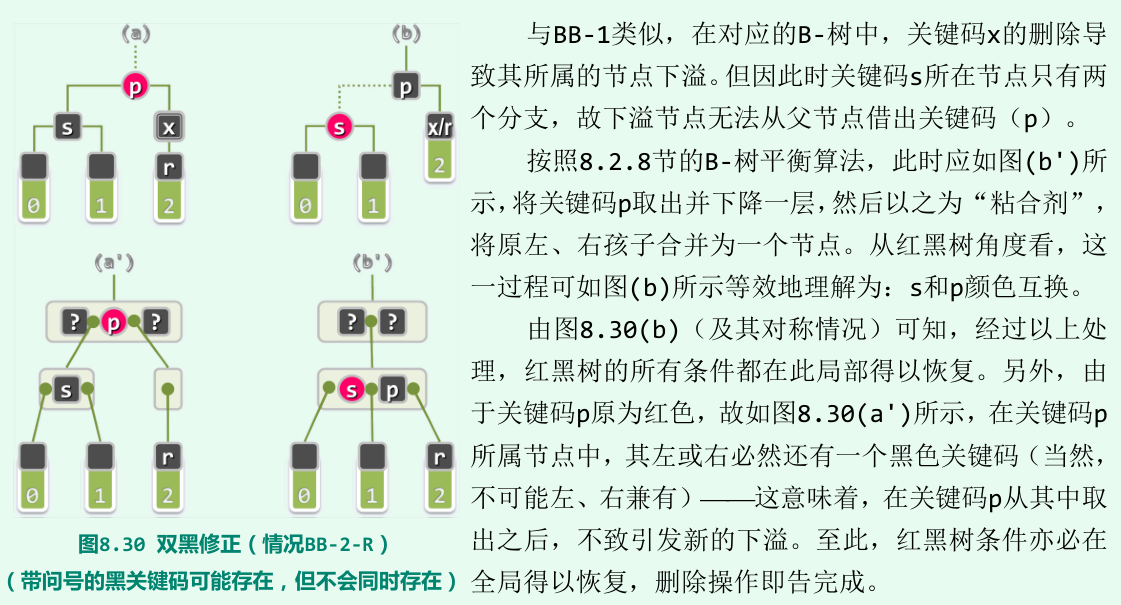 (a)
p
s
x
r
0
1
2
(b)
p
s
x/r
0
1
2
(a')
? p ?
s
r
0
1
2
(b')
? ?
s p
r
0
1
2
图8.30 双黑修正(情况BB-2-R)
(带问号的黑关键码可能存在,但不会同时存在)
与BB-1类似,在对应的B-树中,关键码x的删除导
致其所属的节点下溢。但因此时关键码s所在节点只有两
个分支,故下溢节点无法从父节点借出关键码(p)。
按照8.2.8节的B-树平衡算法,此时应如图(b')所
示,将关键码p取出并下降一层,然后以之为“粘合剂”,
将原左、右孩子合并为一个节点。从红黑树角度看,这
一过程可如图(b)所示等效地理解为:s和p颜色互换。
由图8.30(b)(及其对称情况)可知,经过以上处
理,红黑树的所有条件都在此局部得以恢复。另外,由
于关键码p原为红色,故如图8.30(a')所示,在关键码p
所属节点中,其左或右必然还有一个黑色关键码(当然,
不可能左、右兼有)——这意味着,在关键码p从其中取
出之后,不致引发新的下溢。至此,红黑树条件亦必在
全局得以恢复,删除操作即告完成。